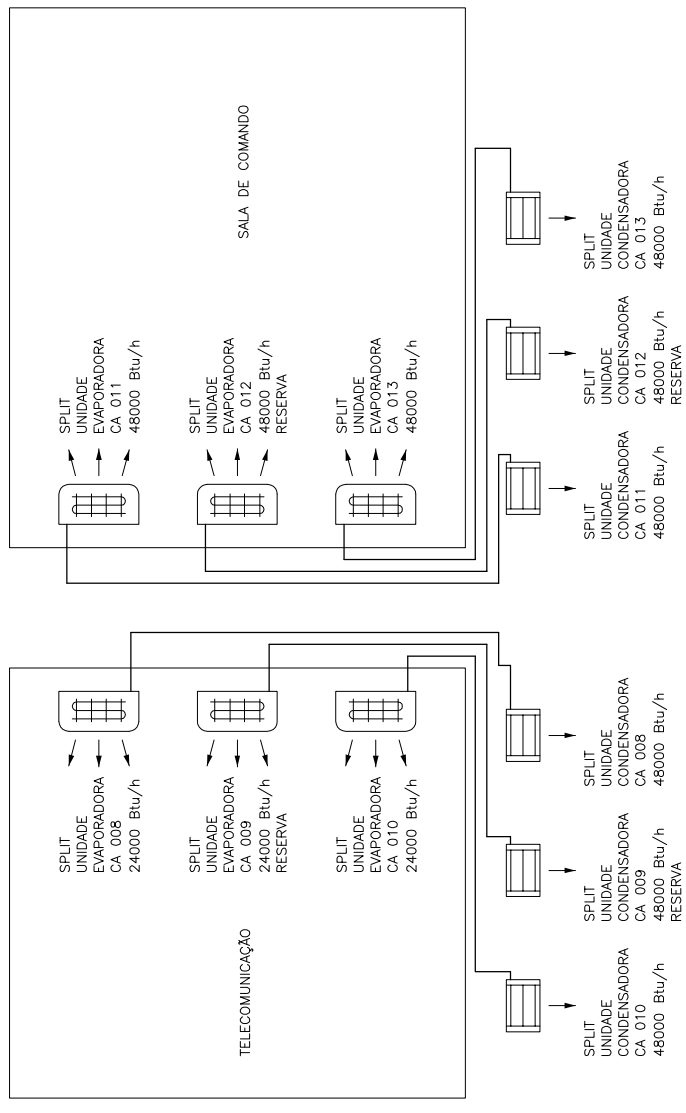 TELECOMUNICAÇÃO
SPLIT
UNIDADE
EVAPORADORA
CA 008
24000 Btu/h
SPLIT
UNIDADE
EVAPORADORA
CA 009
24000 Btu/h
RESERVA
SPLIT
UNIDADE
EVAPORADORA
CA 010
24000 Btu/h
SALA DE COMANDO
SPLIT
UNIDADE
EVAPORADORA
CA 011
48000 Btu/h
SPLIT
UNIDADE
EVAPORADORA
CA 012
48000 Btu/h
RESERVA
SPLIT
UNIDADE
EVAPORADORA
CA 013
48000 Btu/h
SPLIT
UNIDADE
CONDENSADORA
CA 010
48000 Btu/h
SPLIT
UNIDADE
CONDENSADORA
CA 009
48000 Btu/h
RESERVA
SPLIT
UNIDADE
CONDENSADORA
CA 008
48000 Btu/h
SPLIT
UNIDADE
CONDENSADORA
CA 011
48000 Btu/h
SPLIT
UNIDADE
CONDENSADORA
CA 012
48000 Btu/h
RESERVA
SPLIT
UNIDADE
CONDENSADORA
CA 013
48000 Btu/h